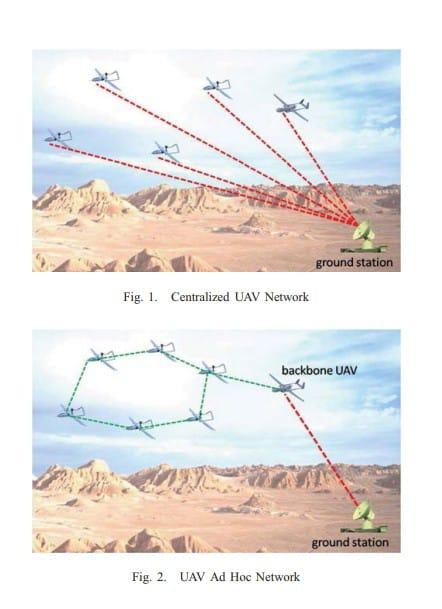 ground station
Fig. 1. Centralized UAV Network
backbone UAV
ground station
Fig. 2. UAV Ad Hoc Network